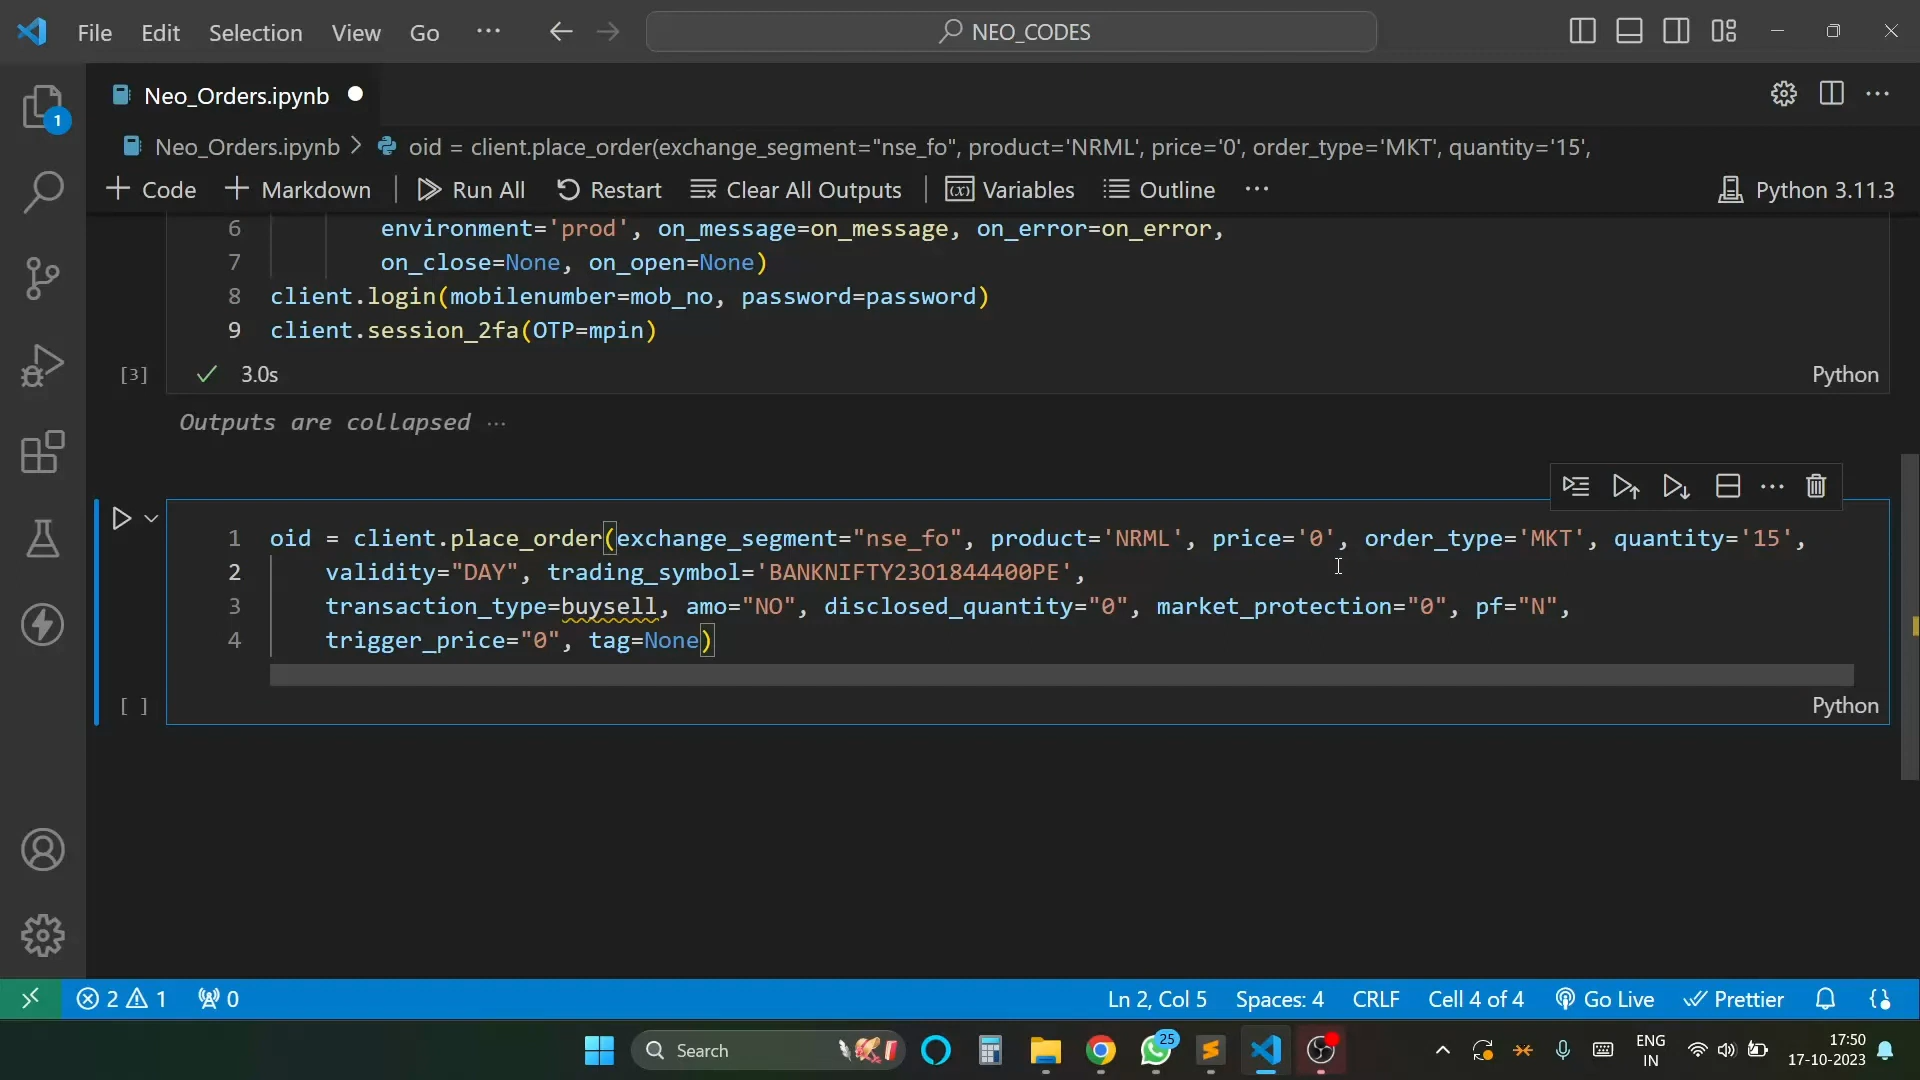 File Edit Selection View Go ··· NEO_CODES
1
Neo_Orders.ipynb
Neo_Orders.ipynb > oid = client.place_order(exchange_segment="nse_fo", product='NRML', price='0', order_type='MKT', quantity='15',
+ Code + Markdown | Run All Restart Clear All Outputs | Variables Outline ··· Python 3.11.3
6 environment='prod', on_message=on_message, on_error=on_error,
7 on_close=None, on_open=None)
8 client.login(mobilenumber=mob_no, password=password)
9 client.session_2fa(OTP=mpin)
[3] ✓ 3.0s Python
Outputs are collapsed ···
1 oid = client.place_order(exchange_segment="nse_fo", product='NRML', price='0', order_type='MKT', quantity='15',
2 validity="DAY", trading_symbol='BANKNIFTY23O1844400PE',
3 transaction_type=buysell, amo="NO", disclosed_quantity="0", market_protection="0", pf="N",
4 trigger_price="0", tag=None)
[ ] Python
2 1 0 Ln 2, Col 5 Spaces: 4 CRLF Cell 4 of 4 Go Live Prettier
Search 25 ENG IN 17:50
17-10-2023